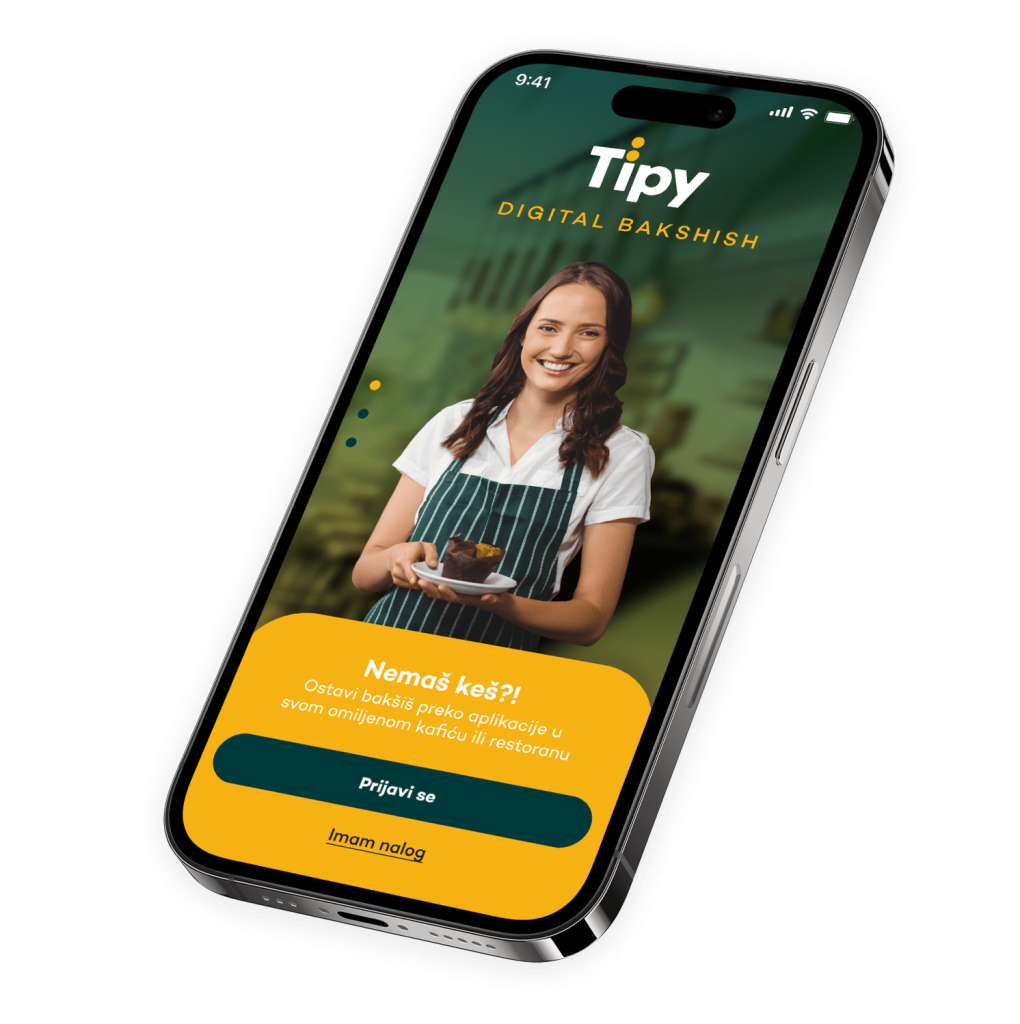 9:41
Tipy
DIGITAL BAKSHISH
Nemaš keš?!
Ostavi bakšiš preko aplikacije u
svom omiljenom kafiću ili restoranu
Prijavi se
Imam nalog